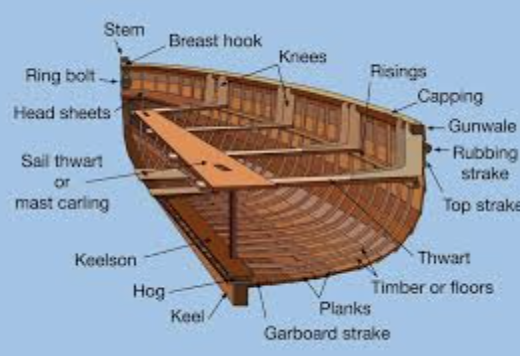 Stem
Breast hook
Knees
Ring bolt
Risings
Head sheets
Capping
Gunwale
Sail thwart
or
mast carling
Rubbing
strake
Top strake
Keelson
Thwart
Hog
Timber or floors
Keel
Planks
Garboard strake